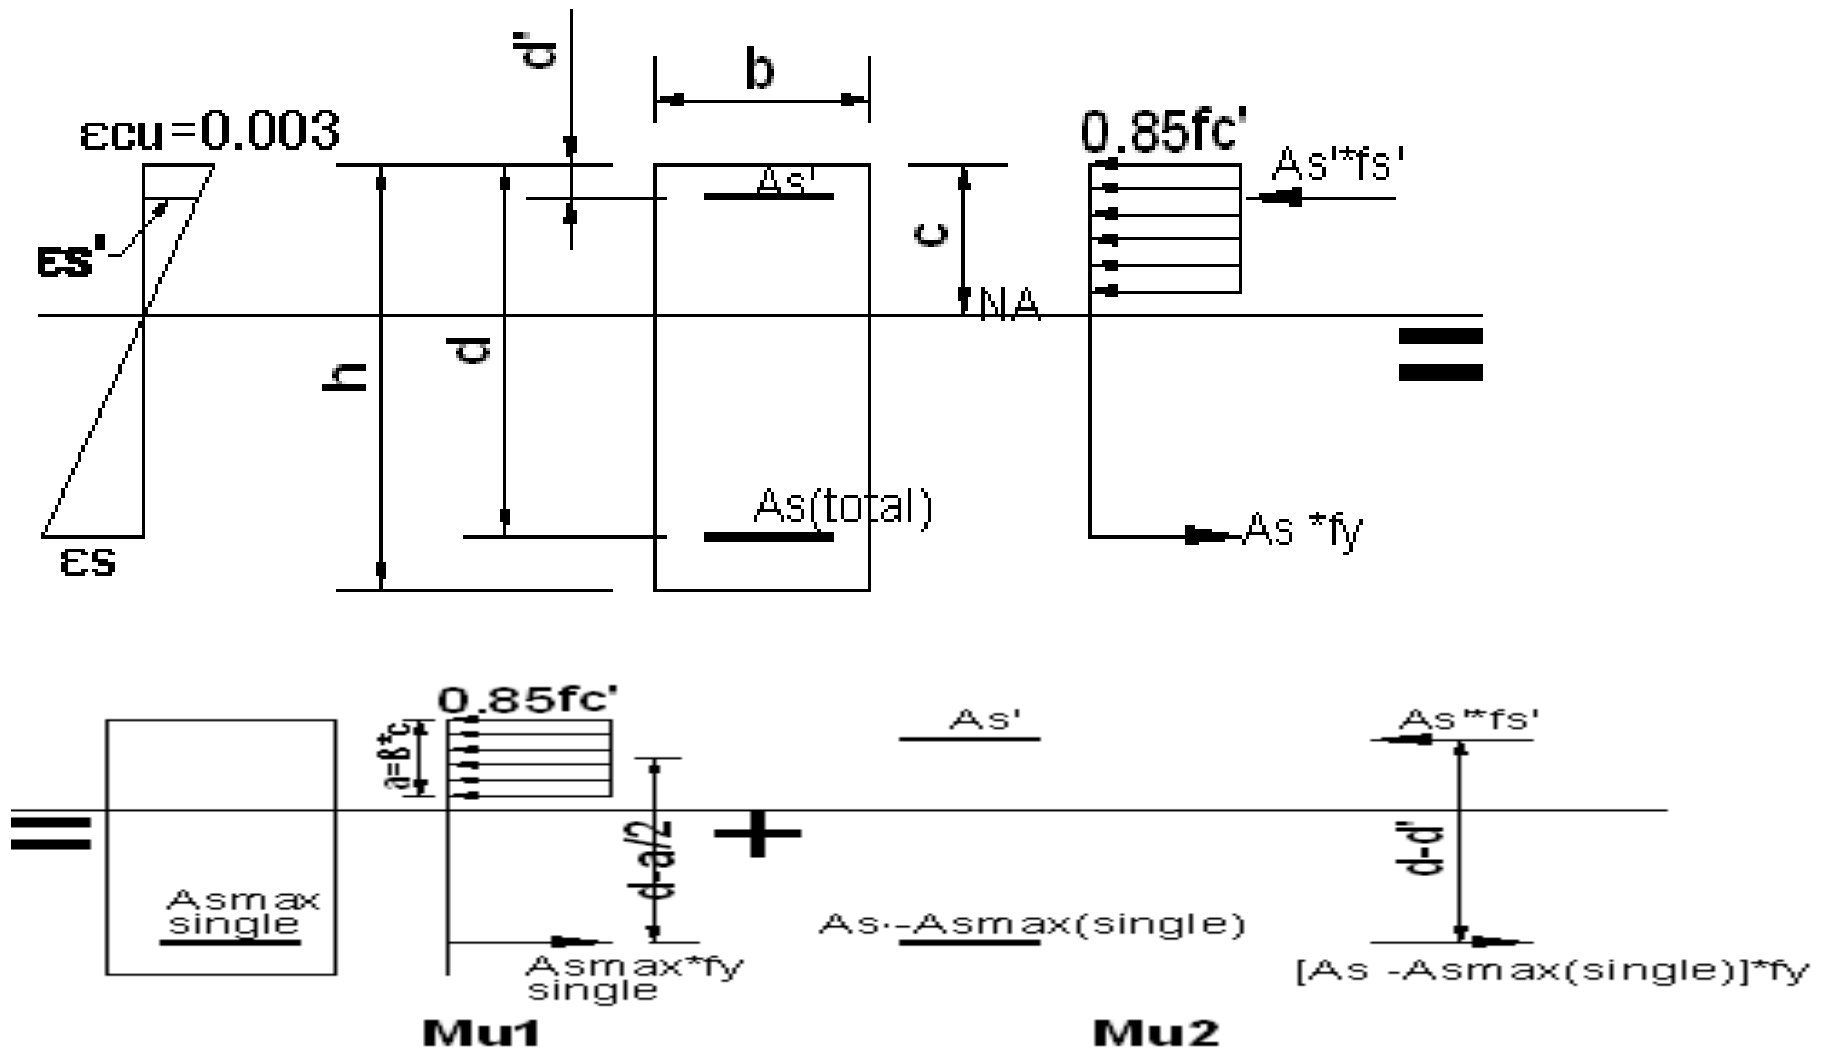 d'
b
εcu=0.003
0.85fc'
As'
As'*fs'
εs'
c
NA
d
h
As(total)
As *fy
εs
0.85fc'
a=ß*c
As'
As'*fs'
d-a/2
d-d'
Asmax
single
As.-Asmax(single)
Asmax*fy
single
[As -Asmax(single)]*fy
Mu1
Mu2